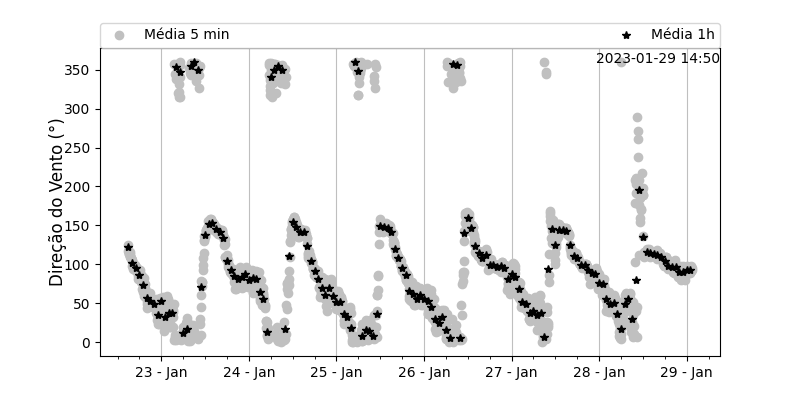 Média 5 min
Média 1h
2023-01-29 14:50
Direção do Vento (°)
350
300
250
200
150
100
50
0
23 - Jan
24 - Jan
25 - Jan
26 - Jan
27 - Jan
28 - Jan
29 - Jan